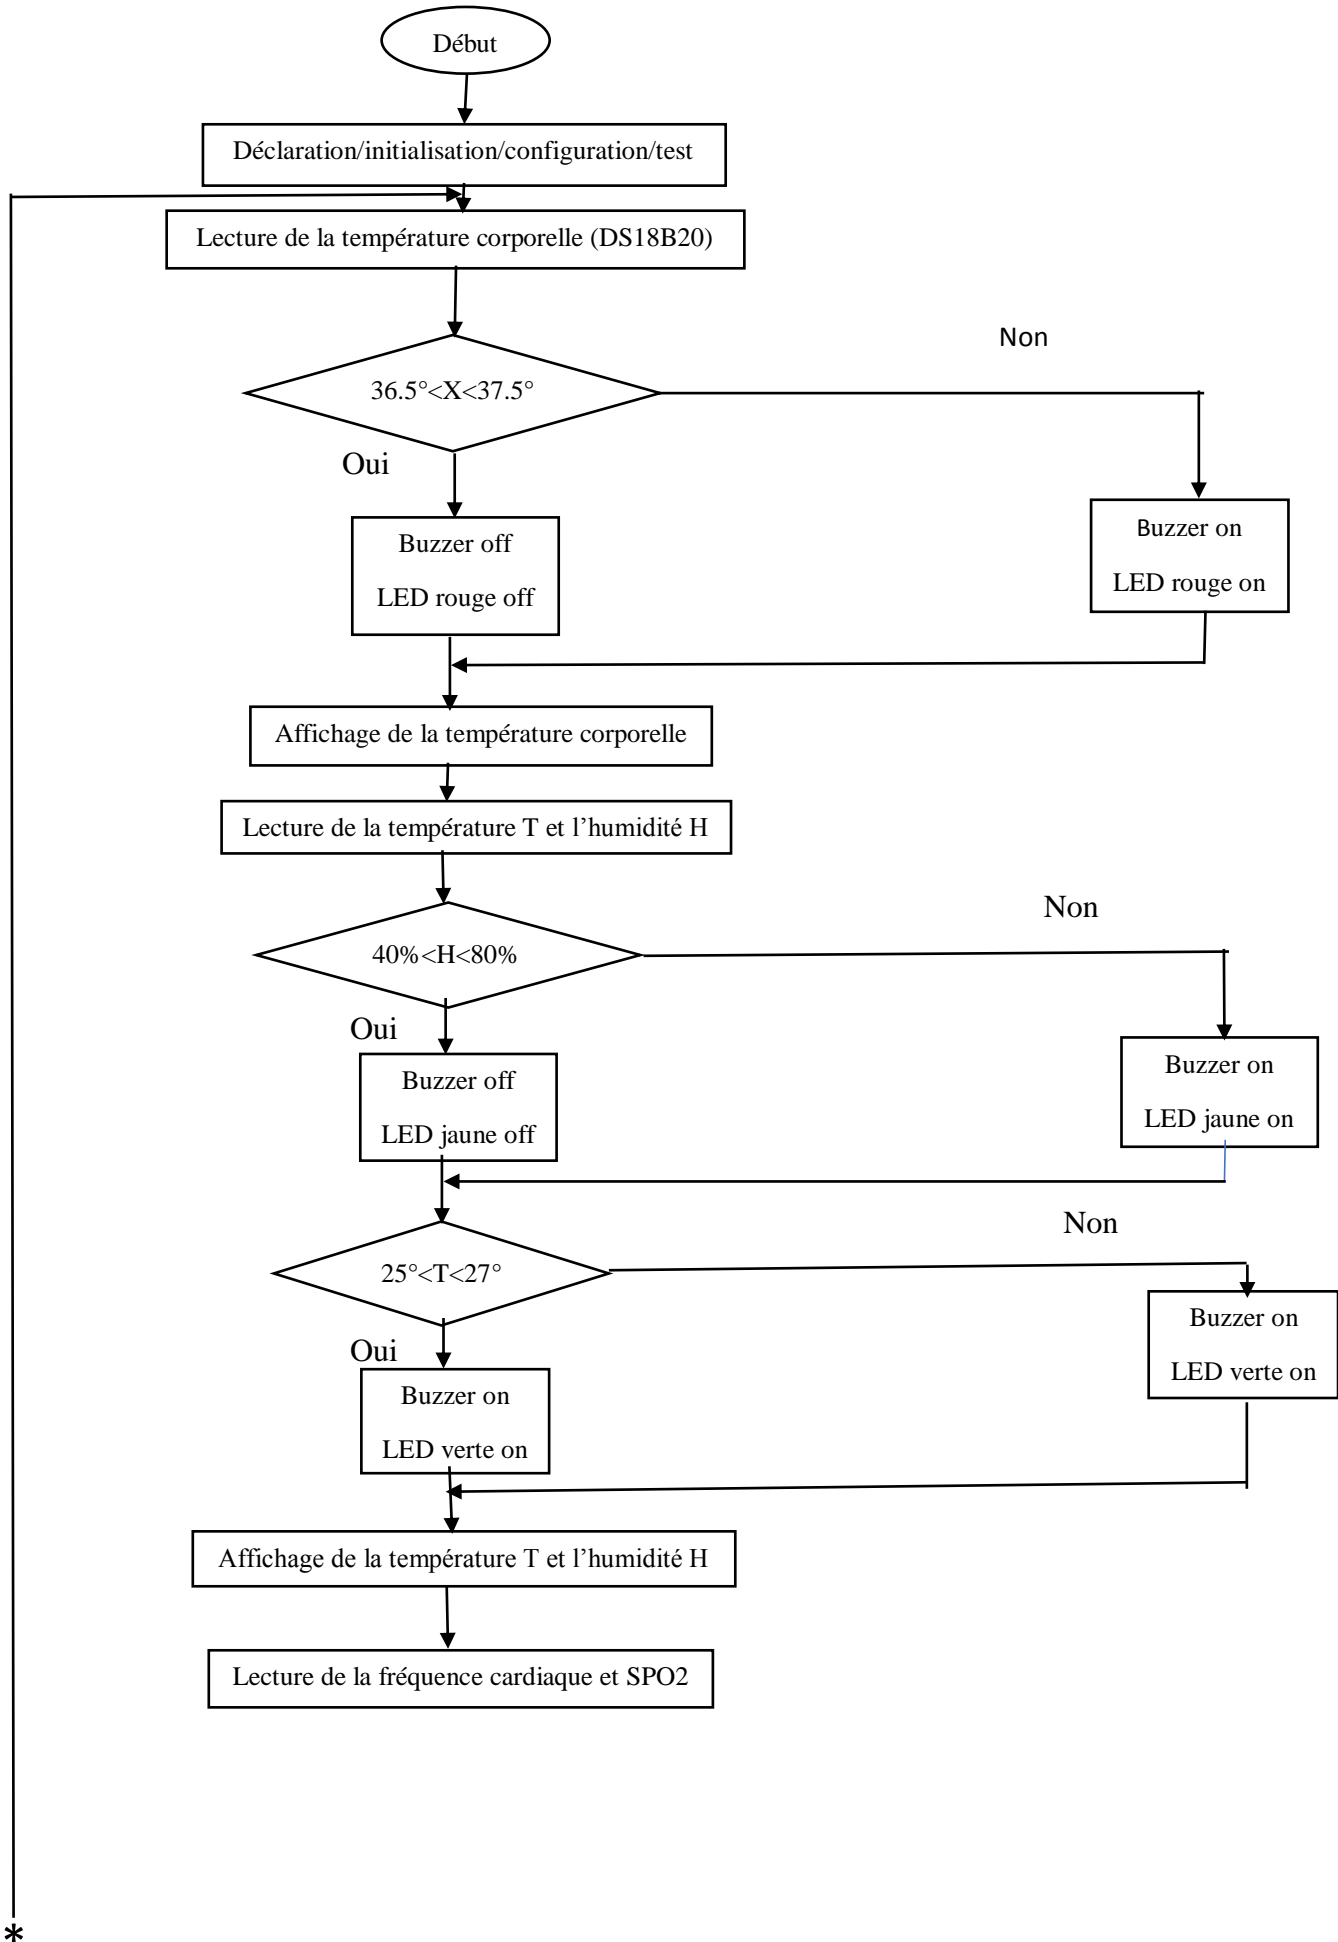 Début
Déclaration/initialisation/configuration/test
Lecture de la température corporelle (DS18B20)
Non
36.5°<X<37.5°
Oui
Buzzer off
LED rouge off
Buzzer on
LED rouge on
Affichage de la température corporelle
Lecture de la température T et l’humidité H
Non
40%<H<80%
Oui
Buzzer off
LED jaune off
Buzzer on
LED jaune on
Non
25°<T<27°
Oui
Buzzer on
LED verte on
Buzzer on
LED verte on
Affichage de la température T et l’humidité H
Lecture de la fréquence cardiaque et SPO2
*